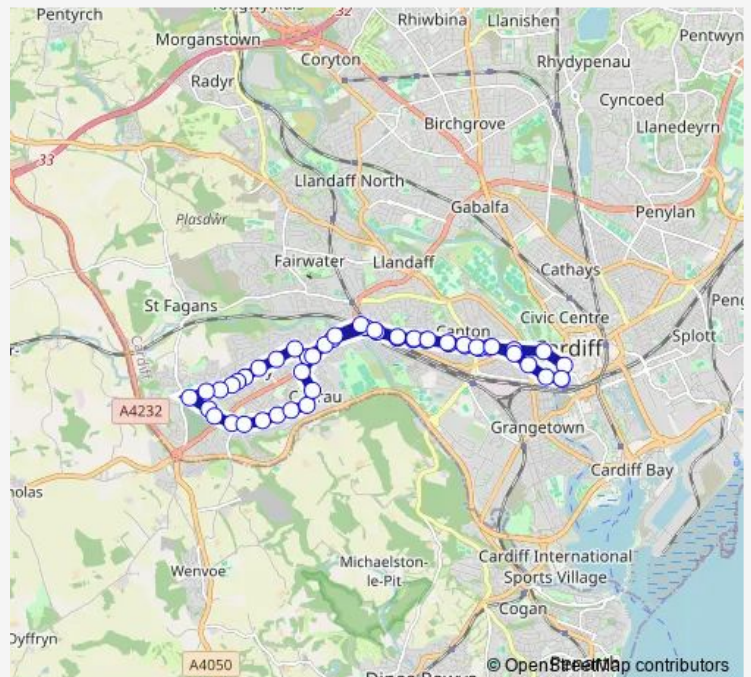 Pentyrch
Tongwynlais
32
Rhiwbina
Llanishen
Morganstown
Pentwyn
Coryton
Rhydypenau
Radyr
Cyncoed
Birchgrove
Llanedeyrn
33
Llandaff North
Gabalfa
Penylan
Plasdŵr
Fairwater
Llandaff
Cathays
St Fagans
Civic Centre
Canton
Splott
Cardiff
A4232
Grangetown
Cardiff Bay
Cardiff International
Sports Village
Wenvoe
Michaelston-
le-Pit
Cogan
A4050
© OpenStreetMap contributors